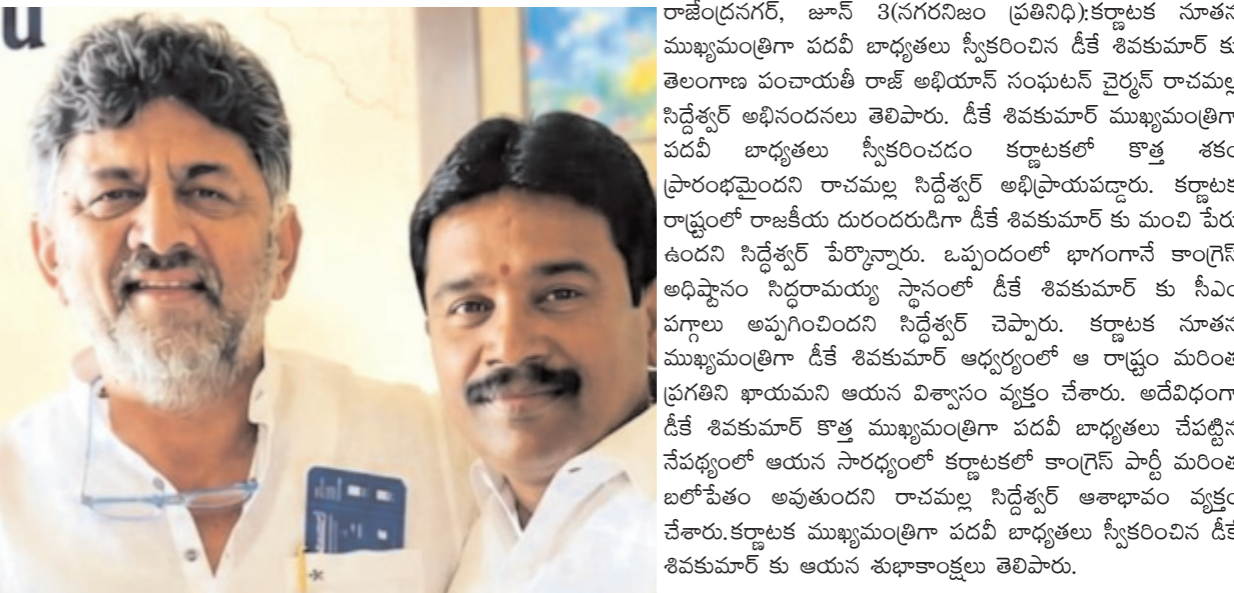 u
రాజేంద్రనగర్, జూన్ 3(నగరనిజం ప్రతినిధి):కర్ణాటక నూతన
ముఖ్యమంత్రిగా పదవీ బాధ్యతలు స్వీకరించిన డీకే శివకుమార్ కు
తెలంగాణ పంచాయతీ రాజ్ అభియాన్ సంఘటన్ చైర్మన్ రాచమల్ల
సిద్దేశ్వర్ అభినందనలు తెలిపారు. డీకే శివకుమార్ ముఖ్యమంత్రిగా
పదవీ బాధ్యతలు స్వీకరించడం కర్ణాటకలో కొత్త శకం
ప్రారంభమైందని రాచమల్ల సిద్దేశ్వర్ అభిప్రాయపడ్డారు. కర్ణాటక
రాష్ట్రంలో రాజకీయ దురందరుడిగా డీకే శివకుమార్ కు మంచి పేరు
ఉందని సిద్ధేశ్వర్ పేర్కొన్నారు. ఒప్పందంలో భాగంగానే కాంగ్రెస్
అధిష్టానం సిద్ధరామయ్య స్థానంలో డీకే శివకుమార్ కు సీఎం
పగ్గాలు అప్పగించిందని సిద్ధేశ్వర్ చెప్పారు. కర్ణాటక నూతన
ముఖ్యమంత్రిగా డీకే శివకుమార్ ఆధ్వర్యంలో ఆ రాష్ట్రం మరింత
ప్రగతిని ఖాయమని ఆయన విశ్వాసం వ్యక్తం చేశారు. అదేవిధంగా
డీకే శివకుమార్ కొత్త ముఖ్యమంత్రిగా పదవీ బాధ్యతలు చేపట్టిన
నేపథ్యంలో ఆయన సారధ్యంలో కర్ణాటకలో కాంగ్రెస్ పార్టీ మరింత
బలోపేతం అవుతుందని రాచమల్ల సిద్దేశ్వర్ ఆశాభావం వ్యక్తం
చేశారు.కర్ణాటక ముఖ్యమంత్రిగా పదవీ బాధ్యతలు స్వీకరించిన డీకే
శివకుమార్ కు ఆయన శుభాకాంక్షలు తెలిపారు.